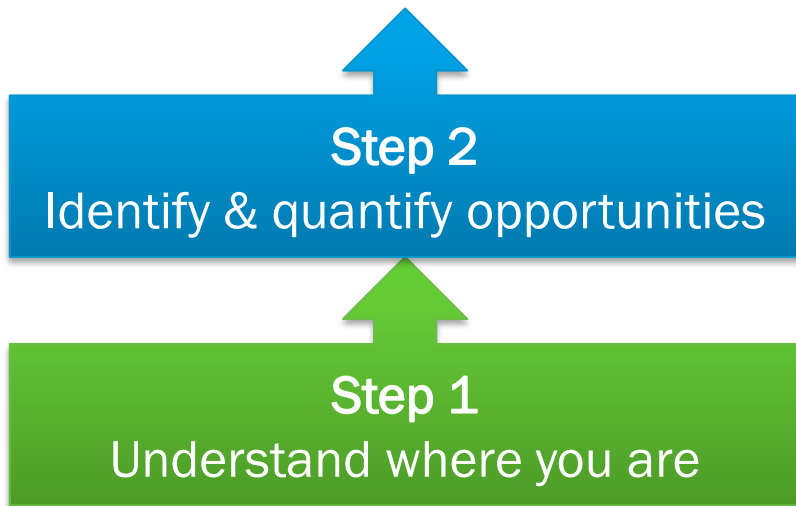 Step 2
Identify & quantify opportunities
Step 1
Understand where you are